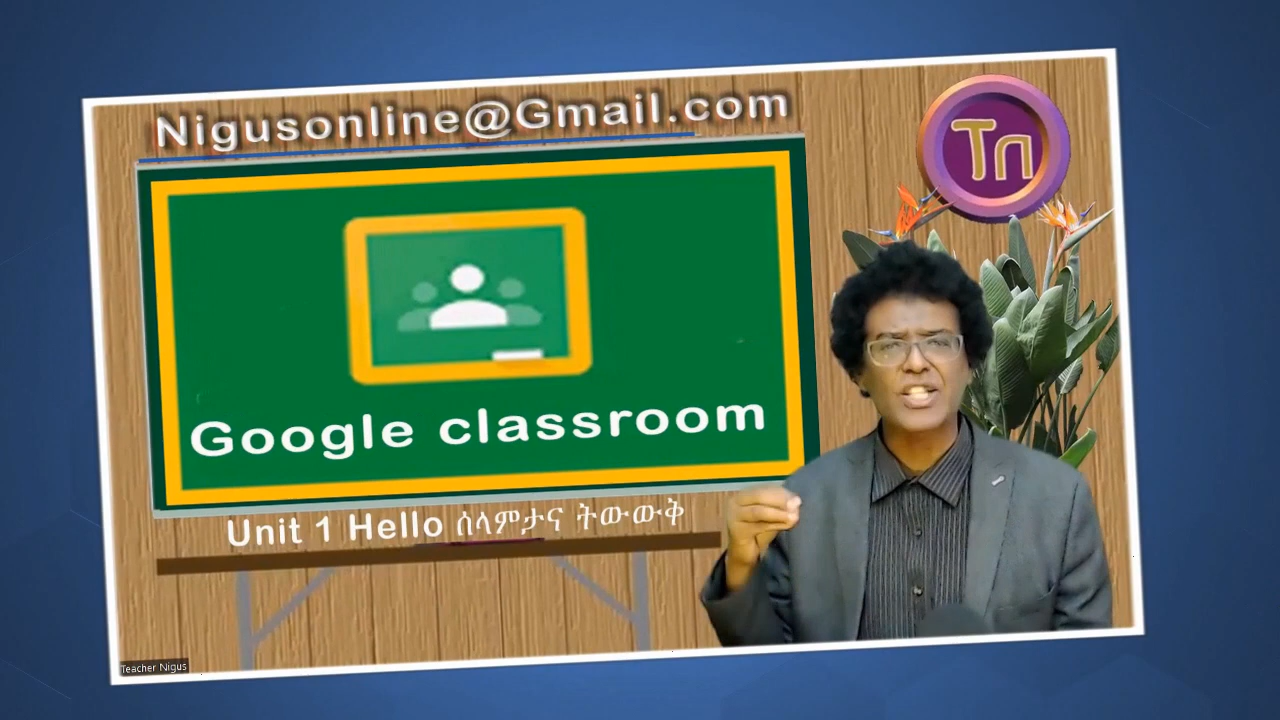 Nigusonline@Gmail.com
Tn
Google classroom
Unit 1 Hello ሰላምታና ትውውቅ
Teacher Nigus